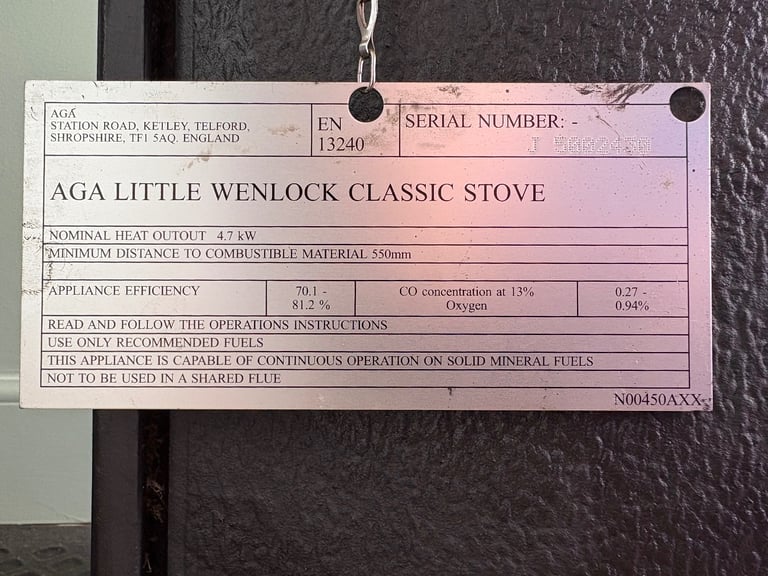 AGA
STATION ROAD, KETLEY, TELFORD,
SHROPSHIRE, TF1 5AQ. ENGLAND
EN
13240
SERIAL NUMBER: -
AGA LITTLE WENLOCK CLASSIC STOVE
NOMINAL HEAT OUTOUT 4.7 kW
MINIMUM DISTANCE TO COMBUSTIBLE MATERIAL 550mm
APPLIANCE EFFICIENCY
70.1 -
81.2 %
CO concentration at 13%
Oxygen
0.27 -
0.94%
READ AND FOLLOW THE OPERATIONS INSTRUCTIONS
USE ONLY RECOMMENDED FUELS
THIS APPLIANCE IS CAPABLE OF CONTINUOUS OPERATION ON SOLID MINERAL FUELS
NOT TO BE USED IN A SHARED FLUE
N00450AXX